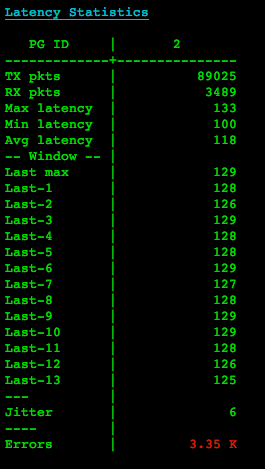 Latency Statistics
PG ID | 2
-------------+---------------
TX pkts | 89025
RX pkts | 3489
Max latency | 133
Min latency | 100
Avg latency | 118
-- Window -- |
Last max | 129
Last-1 | 128
Last-2 | 126
Last-3 | 129
Last-4 | 128
Last-5 | 128
Last-6 | 129
Last-7 | 127
Last-8 | 128
Last-9 | 129
Last-10 | 129
Last-11 | 128
Last-12 | 126
Last-13 | 125
--- |
Jitter | 6
---- |
Errors | 3.35 K